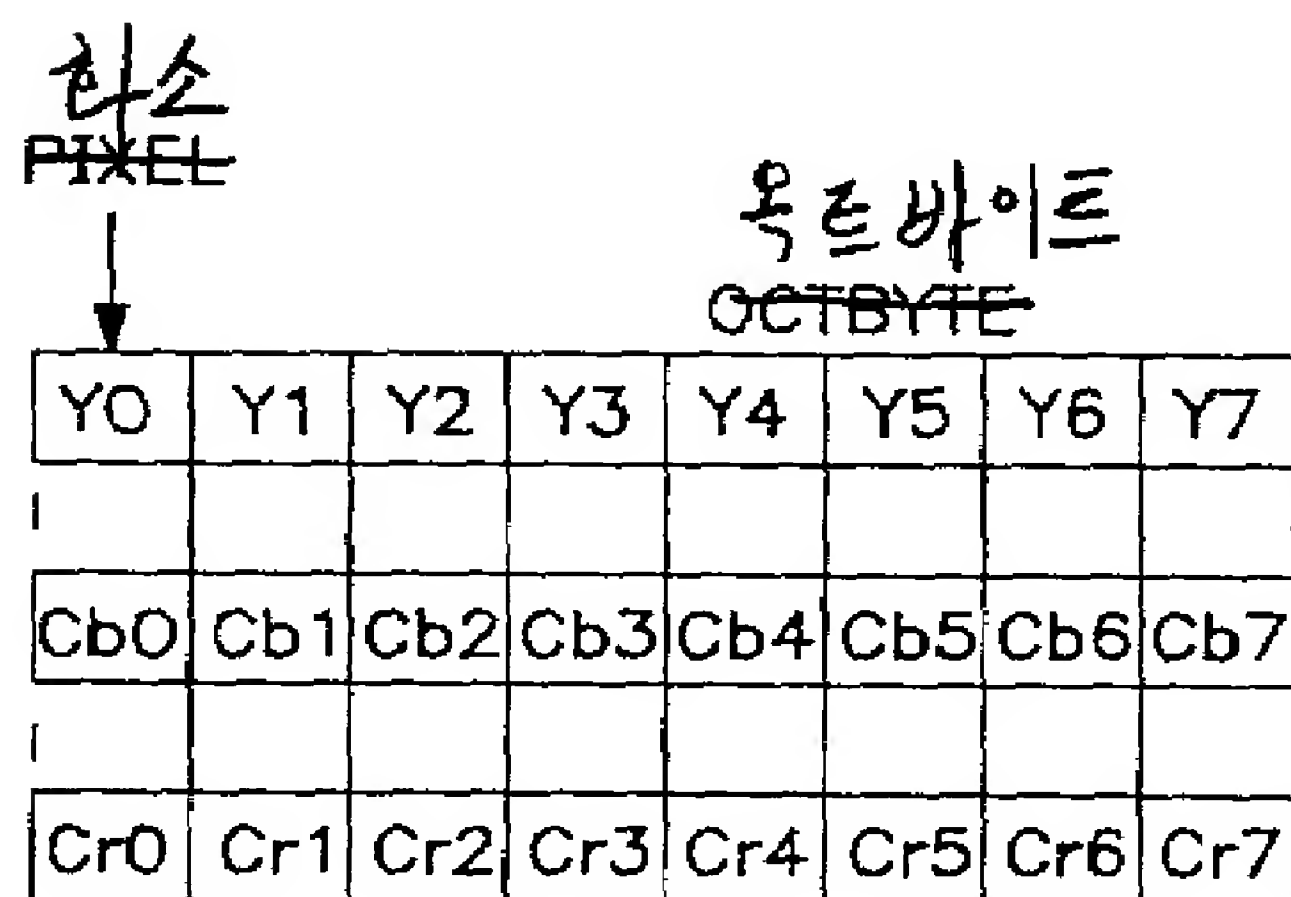 화소
PIXEL
옥트바이트
OCTBYTE
Y0 Y1 Y2 Y3 Y4 Y5 Y6 Y7
Cb0 Cb1 Cb2 Cb3 Cb4 Cb5 Cb6 Cb7
Cr0 Cr1 Cr2 Cr3 Cr4 Cr5 Cr6 Cr7